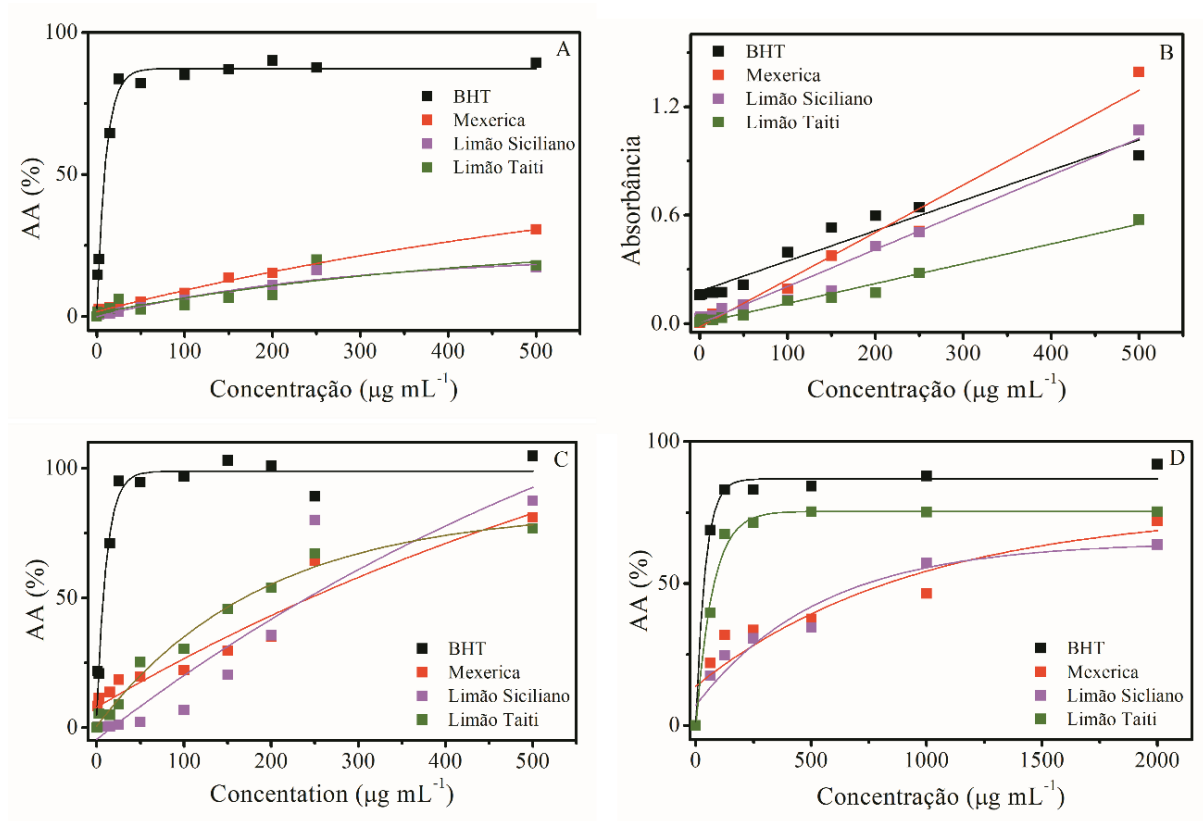 A
100
50
0
AA (%)
BHT
Mexerica
Limão Siciliano
Limão Taiti
0 100 200 300 400 500
Concentração (µg mL⁻¹)
B
1.2
0.6
0.0
Absorbância
BHT
Mexerica
Limão Siciliano
Limão Taiti
0 100 200 300 400 500
Concentração (µg mL⁻¹)
C
100
50
0
AA (%)
BHT
Mexerica
Limão Siciliano
Limão Taiti
0 100 200 300 400 500
Concentation (µg mL⁻¹)
D
100
50
0
AA (%)
BHT
Mexerica
Limão Sicliano
Limão Taiti
0 500 1000 1500 2000
Concentração (µg mL⁻¹)